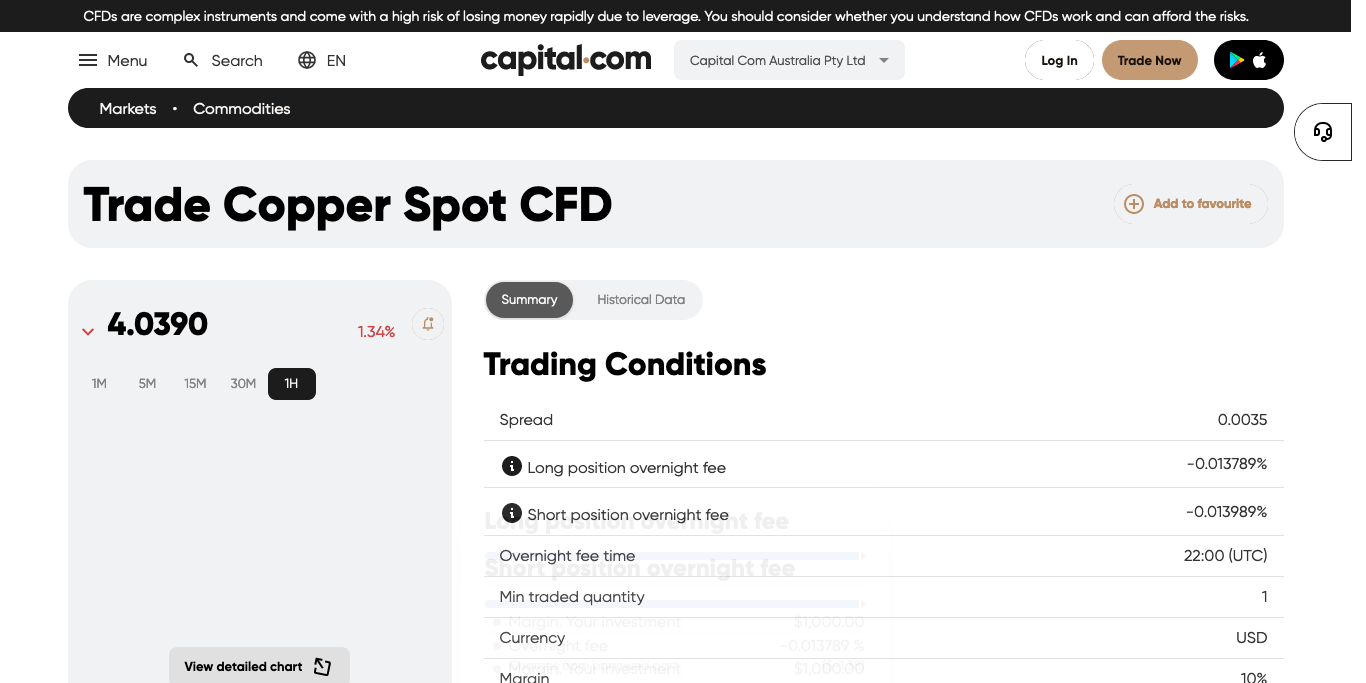 CFDs are complex instruments and come with a high risk of losing money rapidly due to leverage. You should consider whether you understand how CFDs work and can afford the risks.
Menu Search EN capital.com Capital Com Australia Pty Ltd Log In Trade Now
Markets • Commodities
Trade Copper Spot CFD
Add to favourite
4.0390
1.34%
1M 5M 15M 30M 1H
View detailed chart
Summary Historical Data
Trading Conditions
Spread 0.0035
Long position overnight fee -0.013789%
Short position overnight fee -0.013989%
Long position overnight fee
Overnight fee time 22:00 (UTC)
Short position overnight fee
Min traded quantity 1
Margin. Your investment $1,000.00
Currency USD
Overnight fee -0.013789 %
Margin. Your investment $1,000.00
Margin 10%